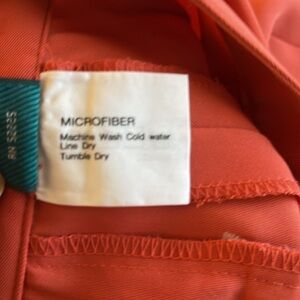 MICROFIBER
Machine Wash Cold water
Line Dry
Tumble Dry